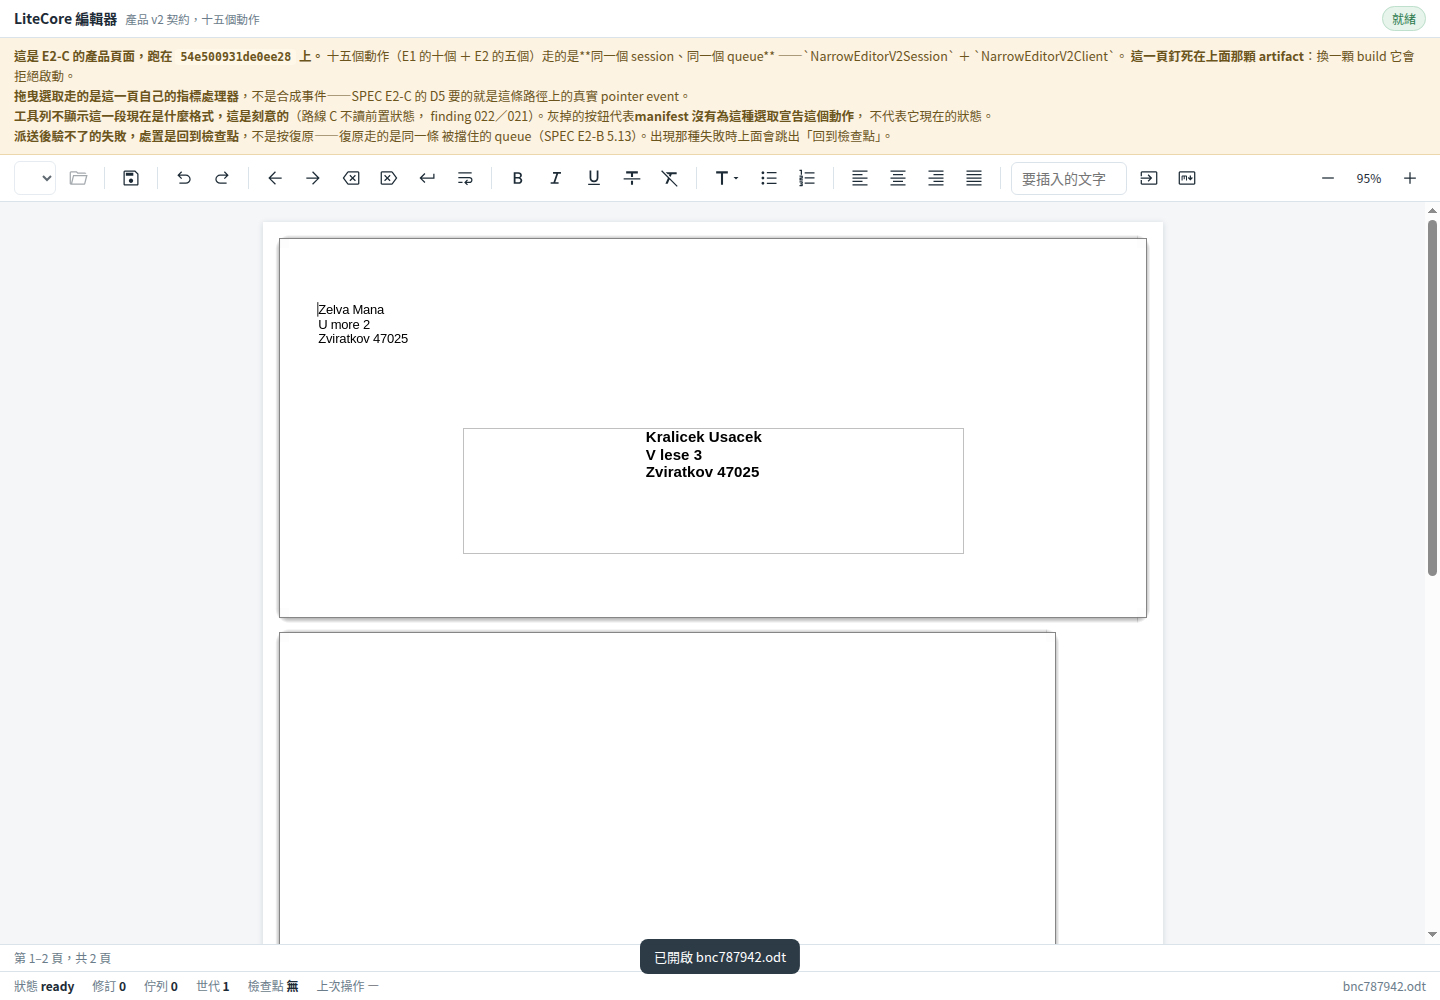 LiteCore 編輯器 產品 v2 契約，十五個動作 就緒
這是 E2-C 的產品頁面，跑在 54e500931de0ee28 上。 十五個動作（E1 的十個 ＋ E2 的五個）走的是**同一個 session、同一個 queue** ——`NarrowEditorV2Session` ＋ `NarrowEditorV2Client`。 這一頁釘死在上面那顆 artifact：換一顆 build 它會
拒絕啟動。
拖曳選取走的是這一頁自己的指標處理器，不是合成事件——SPEC E2-C 的 D5 要的就是這條路徑上的真實 pointer event。
工具列不顯示這一段現在是什麼格式，這是刻意的（路線 C 不讀前置狀態， finding 022／021）。灰掉的按鈕代表manifest 沒有為這種選取宣告這個動作， 不代表它現在的狀態。
派送後驗不了的失敗，處置是回到檢查點，不是按復原——復原走的是同一條 被擋住的 queue（SPEC E2-B 5.13）。出現那種失敗時上面會跳出「回到檢查點」。
要插入的文字 95%
Zelva Mana
U more 2
Zviratkov 47025
Kralicek Usacek
V lese 3
Zviratkov 47025
第 1–2 頁，共 2 頁
已開啟 bnc787942.odt
狀態 ready 修訂 0 佇列 0 世代 1 檢查點 無 上次操作 一 bnc787942.odt